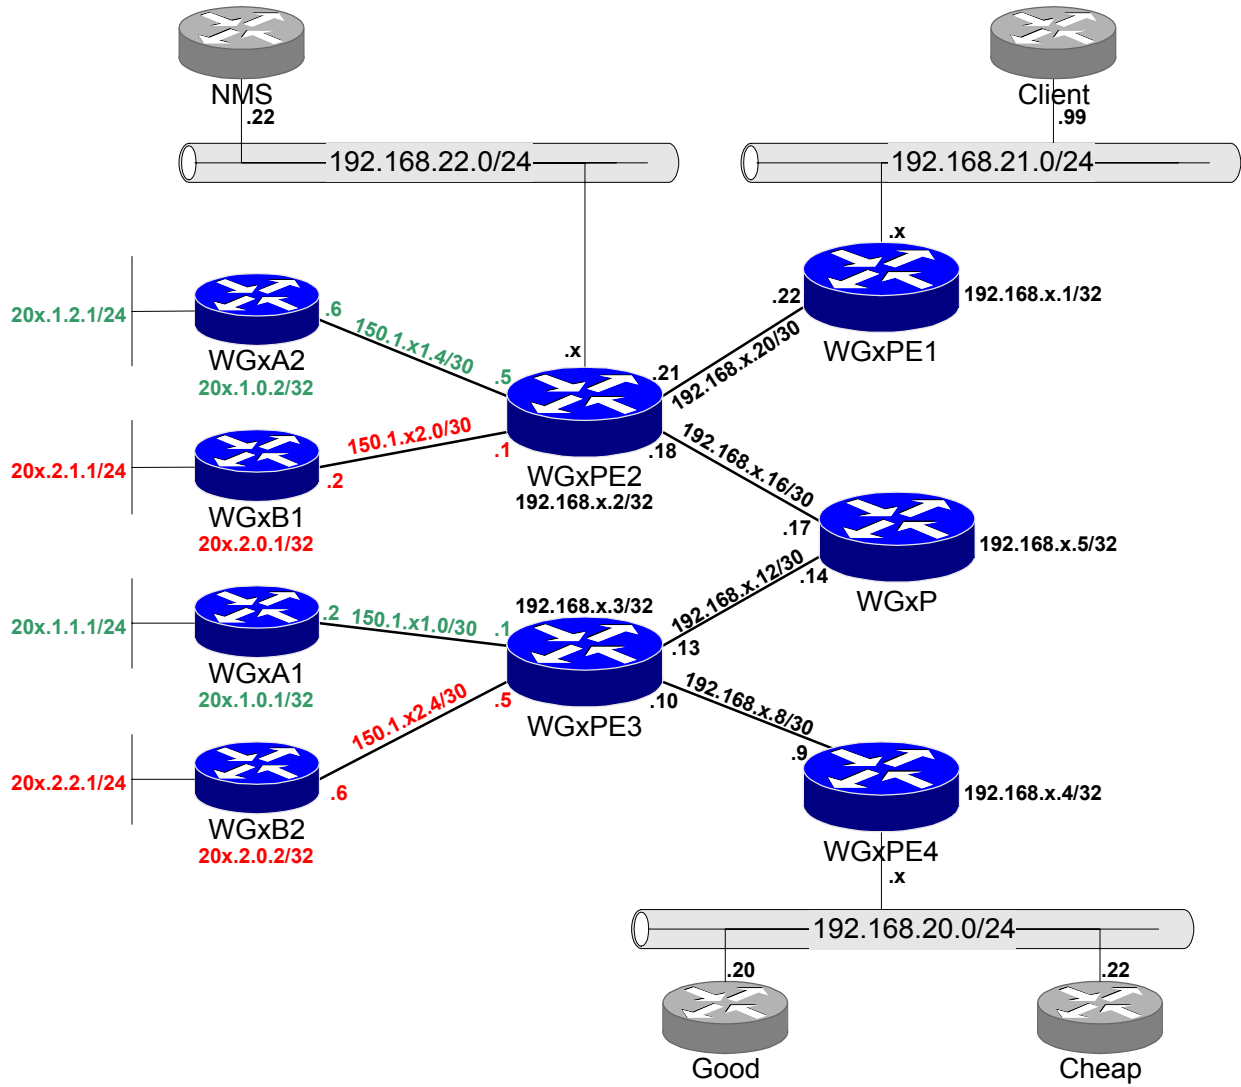 NMS
.22
Client
.99
192.168.22.0/24
192.168.21.0/24
.x
.x
20x.1.2.1/24
.6
WGxA2
20x.1.0.2/32
150.1.x1.4/30
.5
.22
192.168.x.1/32
WGxPE1
.21
192.168.x.20/30
20x.2.1.1/24
150.1.x2.0/30
.2
.1
WGxB1
20x.2.0.1/32
WGxPE2
192.168.x.2/32
.18
192.168.x.16/30
.17
192.168.x.5/32
.14
WGxP
192.168.x.12/30
20x.1.1.1/24
.2
150.1.x1.0/30
.1
192.168.x.3/32
.13
WGxA1
20x.1.0.1/32
150.1.x2.4/30
.5
WGxPE3
.10
192.168.x.8/30
.9
20x.2.2.1/24
.6
WGxB2
20x.2.0.2/32
192.168.x.4/32
WGxPE4
.x
192.168.20.0/24
.20
.22
Good
Cheap